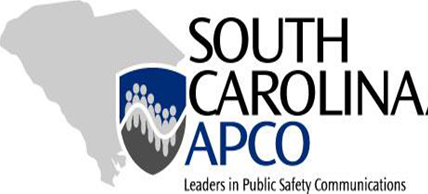 SOUTH
CAROLINA
APCO
Leaders in Public Safety Communications